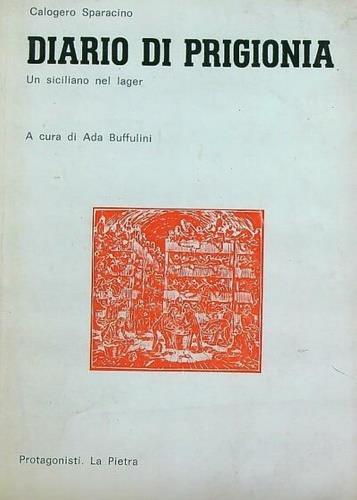 Calogero Sparacino
DIARIO DI PRIGIONIA
Un siciliano nel lager
A cura di Ada Buffulini
Protagonisti. La Pietra